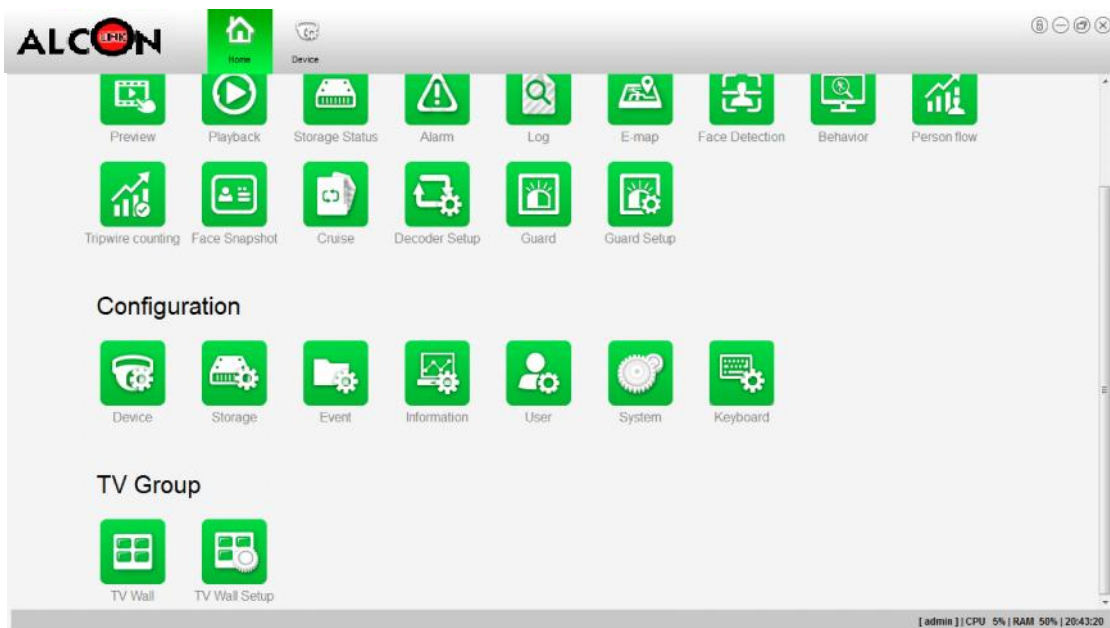 ALCON LINK
Home
Device
Preview
Playback
Storage Status
Alarm
Log
E-map
Face Detection
Behavior
Person flow
Tripwire counting
Face Snapshot
Cruise
Decoder Setup
Guard
Guard Setup
Configuration
Device
Storage
Event
Information
User
System
Keyboard
TV Group
TV Wall
TV Wall Setup
[ admin ] | CPU 5% | RAM 50% | 20:43:20